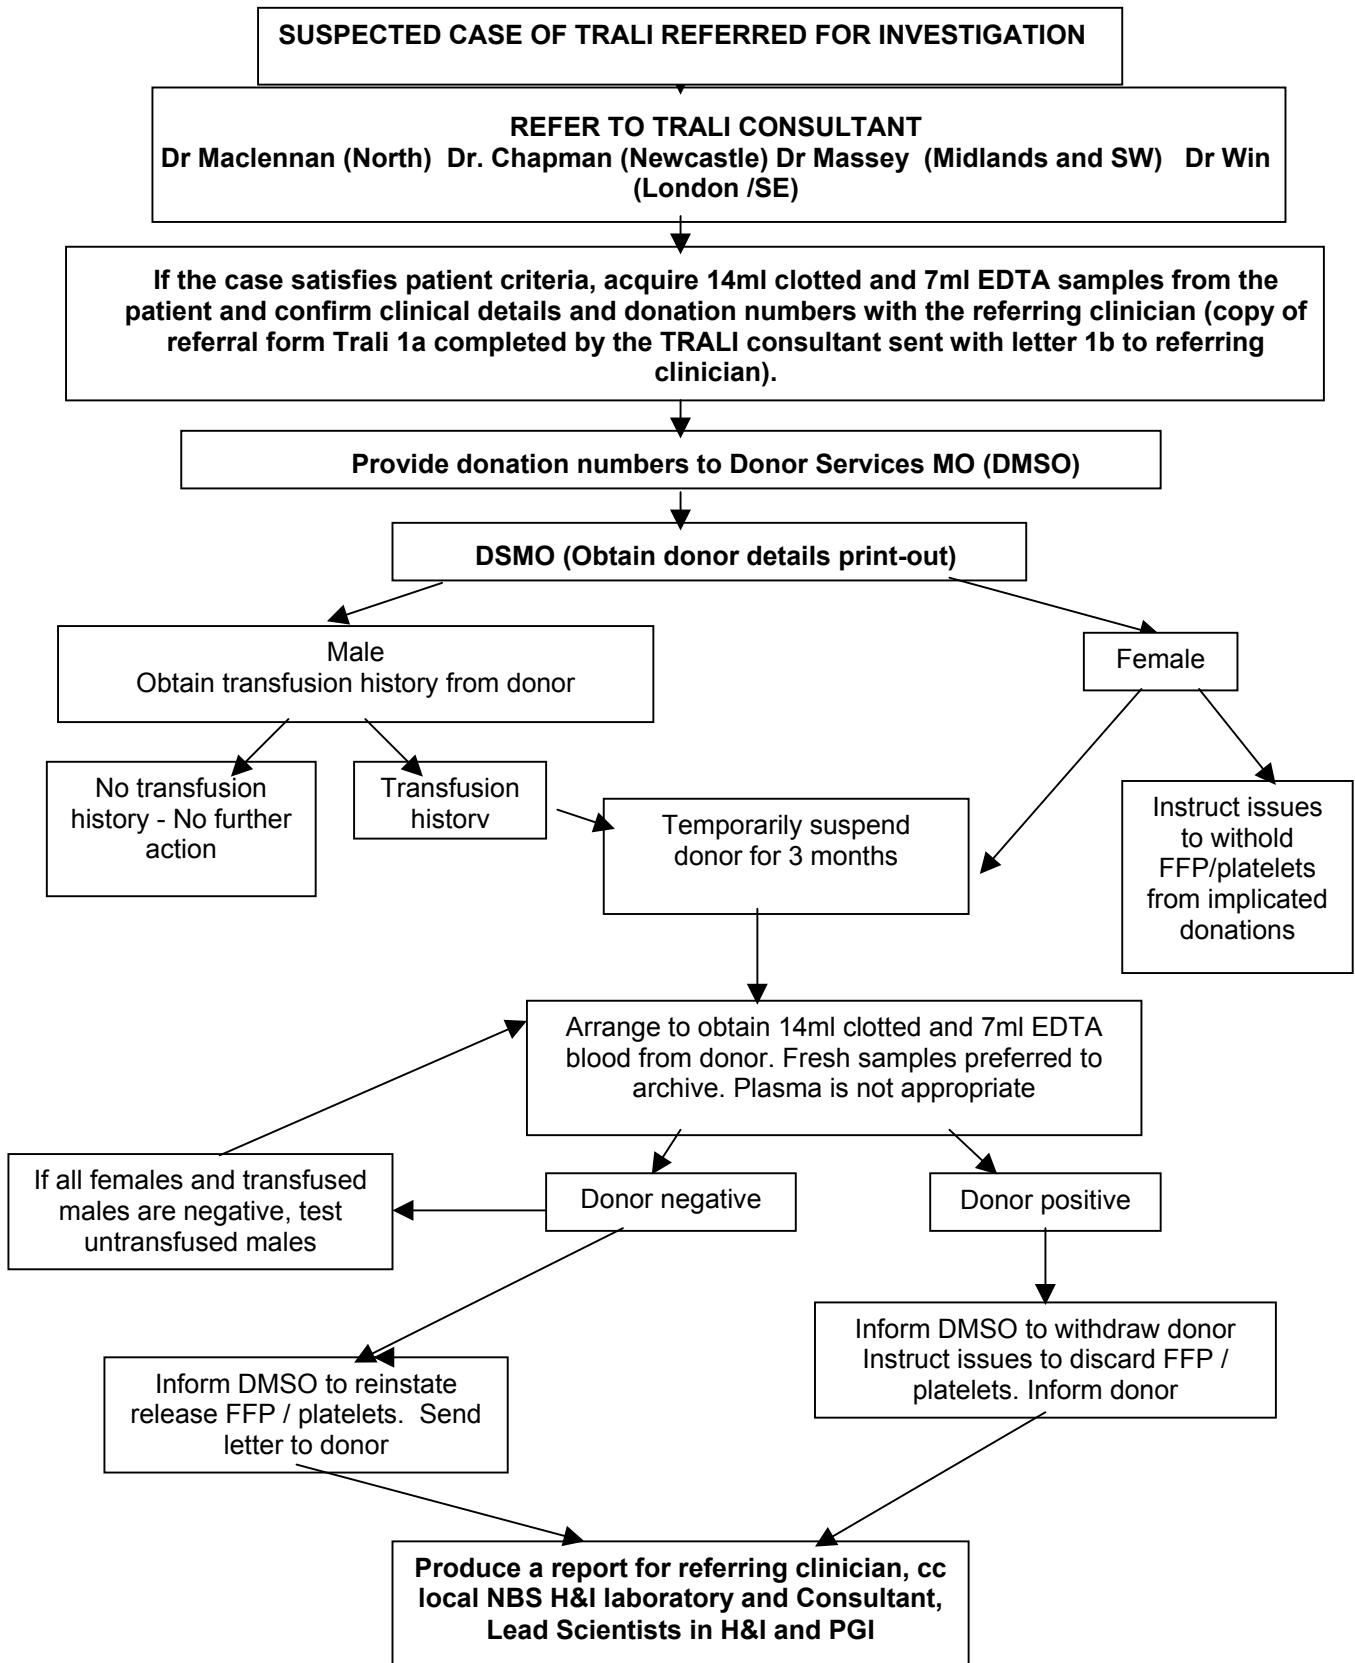 SUSPECTED CASE OF TRALI REFERRED FOR INVESTIGATION
REFER TO TRALI CONSULTANT
Dr Maclennan (North) Dr. Chapman (Newcastle) Dr Massey (Midlands and SW) Dr Win
(London /SE)
If the case satisfies patient criteria, acquire 14ml clotted and 7ml EDTA samples from the
patient and confirm clinical details and donation numbers with the referring clinician (copy of
referral form Trali 1a completed by the TRALI consultant sent with letter 1b to referring
clinician).
Provide donation numbers to Donor Services MO (DMSO)
DSMO (Obtain donor details print-out)
Male
Obtain transfusion history from donor
Female
No transfusion
history - No further
action
Transfusion
history
Temporarily suspend
donor for 3 months
Instruct issues
to withold
FFP/platelets
from implicated
donations
Arrange to obtain 14ml clotted and 7ml EDTA
blood from donor. Fresh samples preferred to
archive. Plasma is not appropriate
If all females and transfused
males are negative, test
untransfused males
Donor negative
Donor positive
Inform DMSO to reinstate
release FFP / platelets. Send
letter to donor
Inform DMSO to withdraw donor
Instruct issues to discard FFP /
platelets. Inform donor
Produce a report for referring clinician, cc
local NBS H&I laboratory and Consultant,
Lead Scientists in H&I and PGI